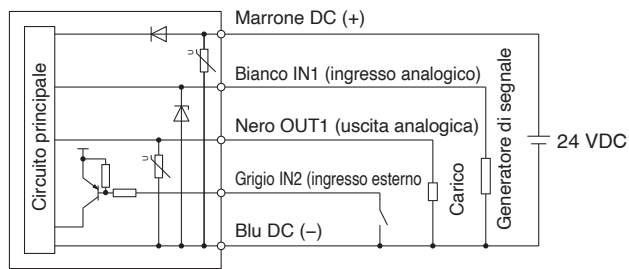 Marrone DC (+)
Bianco IN1 (ingresso analogico)
Nero OUT1 (uscita analogica)
Grigio IN2 (ingresso esterno
Blu DC (–)
Circuito principale
U
U
Carico
Generatore di segnale
24 VDC